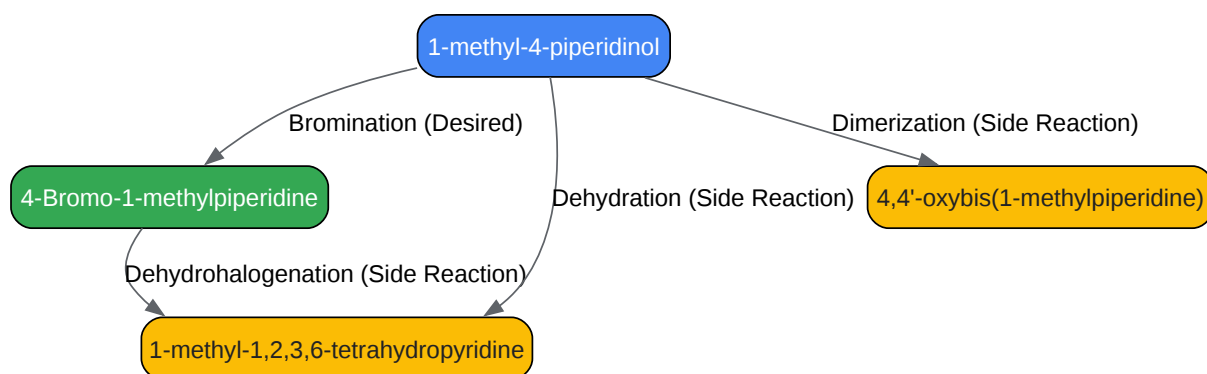 1-methyl-4-piperidinol
Bromination (Desired)
Dimerization (Side Reaction)
4-Bromo-1-methylpiperidine
Dehydration (Side Reaction)
4,4'-oxybis(1-methylpiperidine)
Dehydrohalogenation (Side Reaction)
1-methyl-1,2,3,6-tetrahydropyridine